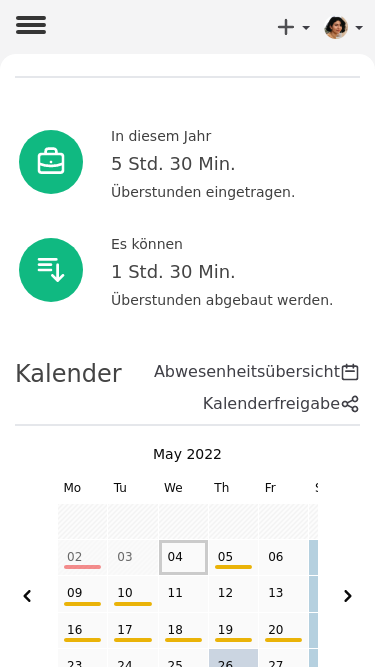 In diesem Jahr
5 Std. 30 Min.
Überstunden eingetragen.
Es können
1 Std. 30 Min.
Überstunden abgebaut werden.
Kalender
Abwesenheitsübersicht
Kalenderfreigabe
May 2022
Mo Tu We Th Fr
02 03 04 05 06
09 10 11 12 13
16 17 18 19 20
23 24 25 26 27